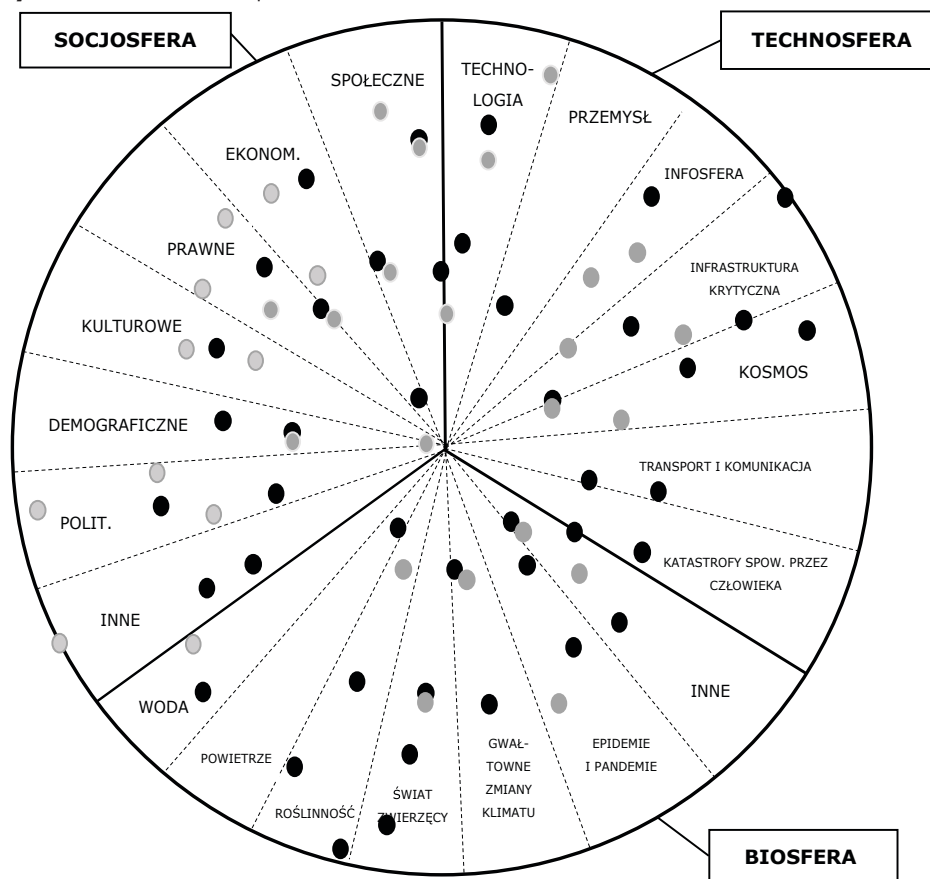 SOCJOSFERA
TECHNOSFERA
SPOŁECZNE
TECHNO-
LOGIA
PRZEMYSŁ
EKONOM.
INFOSFERA
PRAWNE
INFRASTRUKTURA
KRYTYCZNA
KULTUROWE
KOSMOS
DEMOGRAFICZNE
TRANSPORT I KOMUNIKACJA
POLIT.
KATASTROFY SPOW. PRZEZ
CZŁOWIEKA
INNE
INNE
WODA
POWIETRZE
GWAŁ-
TOWNE
ZMIANY
KLIMATU
EPIDEMIE
I PANDEMIE
ROŚLINNOŚĆ
ŚWIAT
ZWIERZĘCY
BIOSFERA